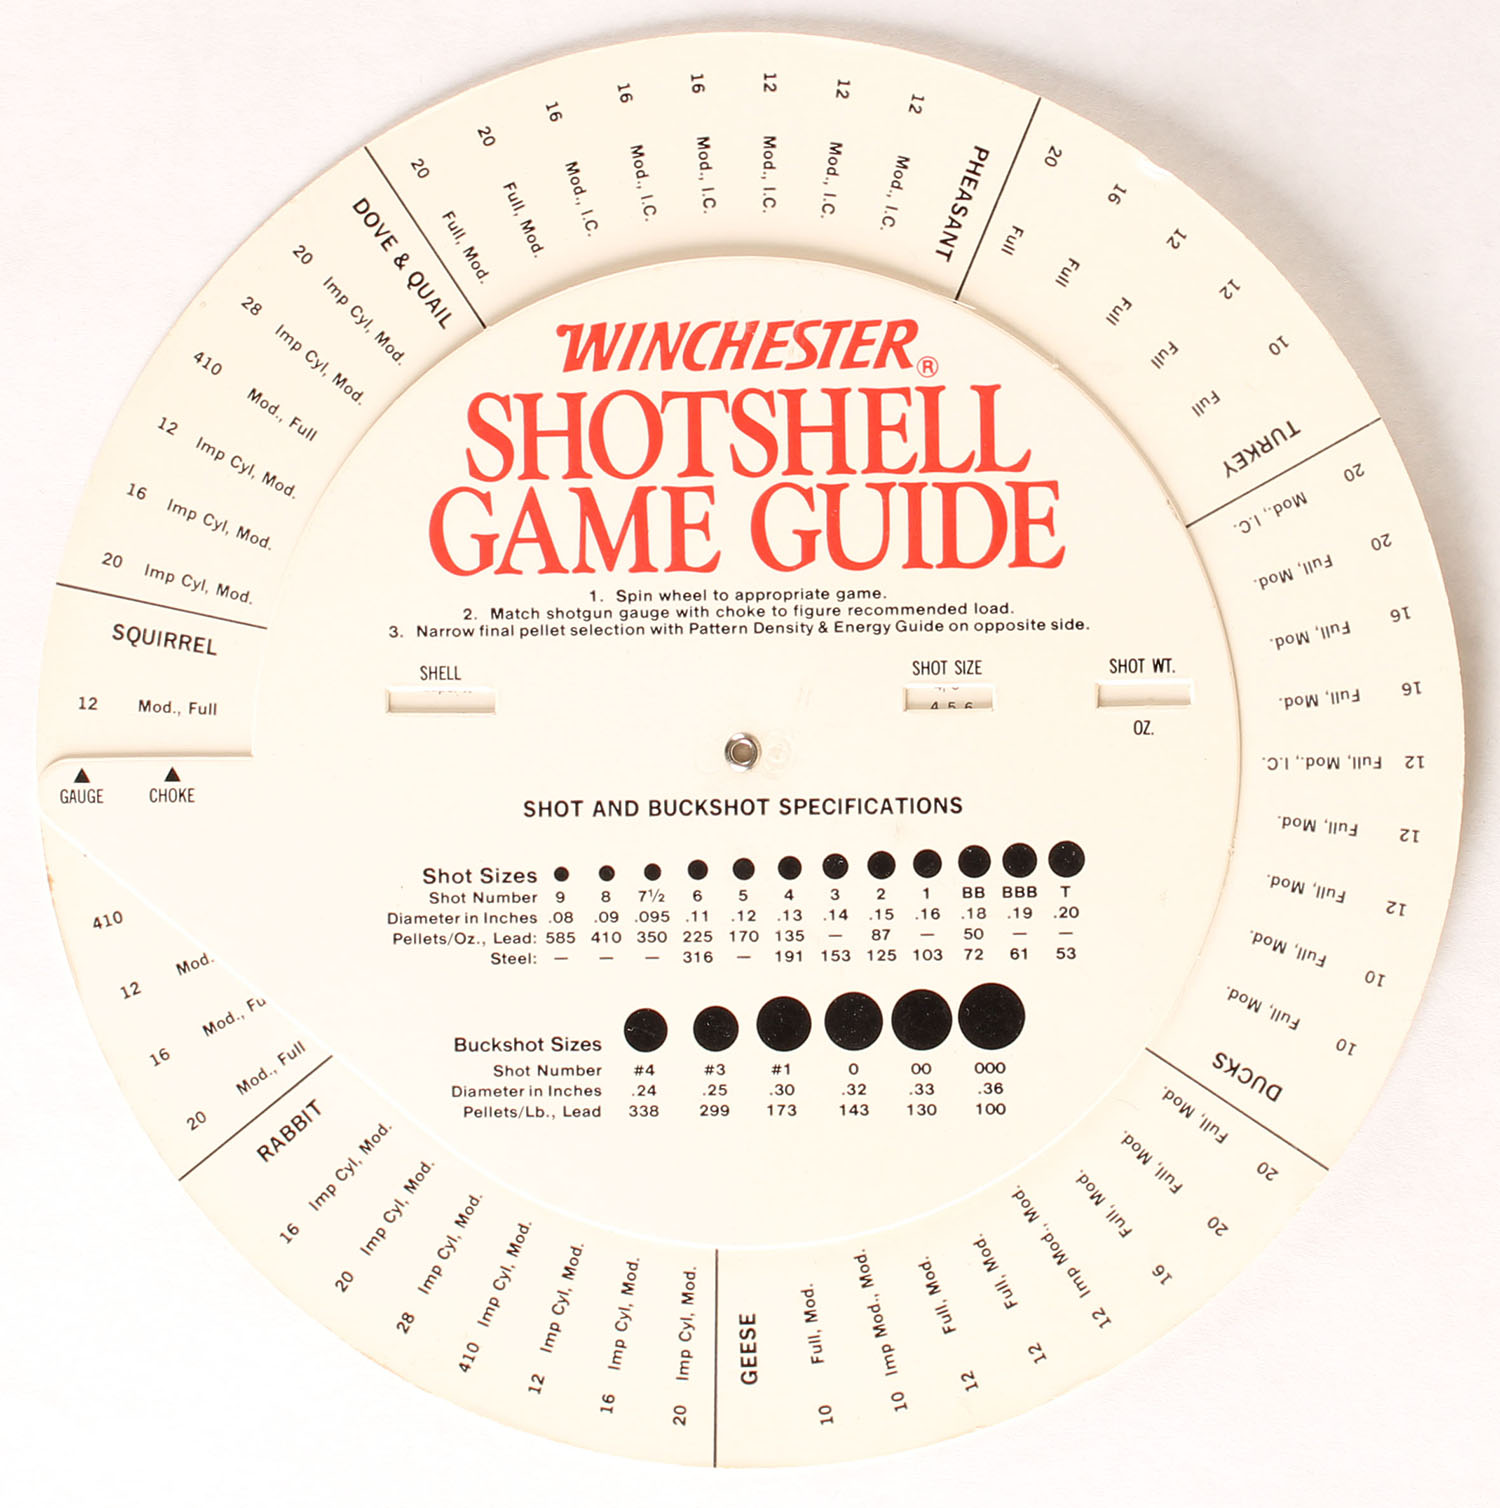 WINCHESTER®
SHOTSHELL
GAME GUIDE
1. Spin wheel to appropriate game.
2. Match shotgun gauge with choke to figure recommended load.
3. Narrow final pellet selection with Pattern Density & Energy Guide on opposite side.
SHELL SHOT SIZE SHOT WT.
4 5 6
OZ.
GAUGE CHOKE
SHOT AND BUCKSHOT SPECIFICATIONS
Shot Sizes
Shot Number 9 8 7½ 6 5 4 3 2 1 BB BBB T
Diameter in Inches .08 .09 .095 .11 .12 .13 .14 .15 .16 .18 .19 .20
Pellets/Oz., Lead: 585 410 350 225 170 135 — 87 — 50 — —
Steel: — — — 316 — 191 153 125 103 72 61 53
Buckshot Sizes
Shot Number #4 #3 #1 0 00 000
Diameter in Inches .24 .25 .30 .32 .33 .36
Pellets/Lb., Lead 338 299 173 143 130 100
SQUIRREL
12 Mod., Full
DOVE & QUAIL
20 Imp Cyl, Mod.
28 Imp Cyl, Mod.
410 Mod., Full
12 Imp Cyl, Mod.
16 Imp Cyl, Mod.
20 Imp Cyl, Mod.
PHEASANT
12 Mod., I.C.
12 Mod., I.C.
12 Mod., I.C.
16 Mod., I.C.
16 Mod., I.C.
16 Mod., I.C.
20 Full, Mod.
20 Full, Mod.
TURKEY
10 Full
12 Full
12 Full
16 Full
20 Full
DUCKS
10 Full, Mod.
10 Full, Mod.
12 Full, Mod.
12 Full, Mod.
12 Full, Mod., I.C.
16 Full, Mod.
16 Full, Mod.
20 Full, Mod.
20 Mod., I.C.
GEESE
10 Full, Mod.
10 Imp Mod., Mod.
12 Full, Mod.
12 Full, Mod.
12 Imp Mod., Mod.
16 Full, Mod.
20 Full, Mod.
20 Full, Mod.
RABBIT
16 Imp Cyl, Mod.
20 Imp Cyl, Mod.
28 Imp Cyl, Mod.
410 Imp Cyl, Mod.
12 Imp Cyl, Mod.
16 Imp Cyl, Mod.
20 Imp Cyl, Mod.
410 Mod.
12 Mod., Fu
16 Mod., Full
20